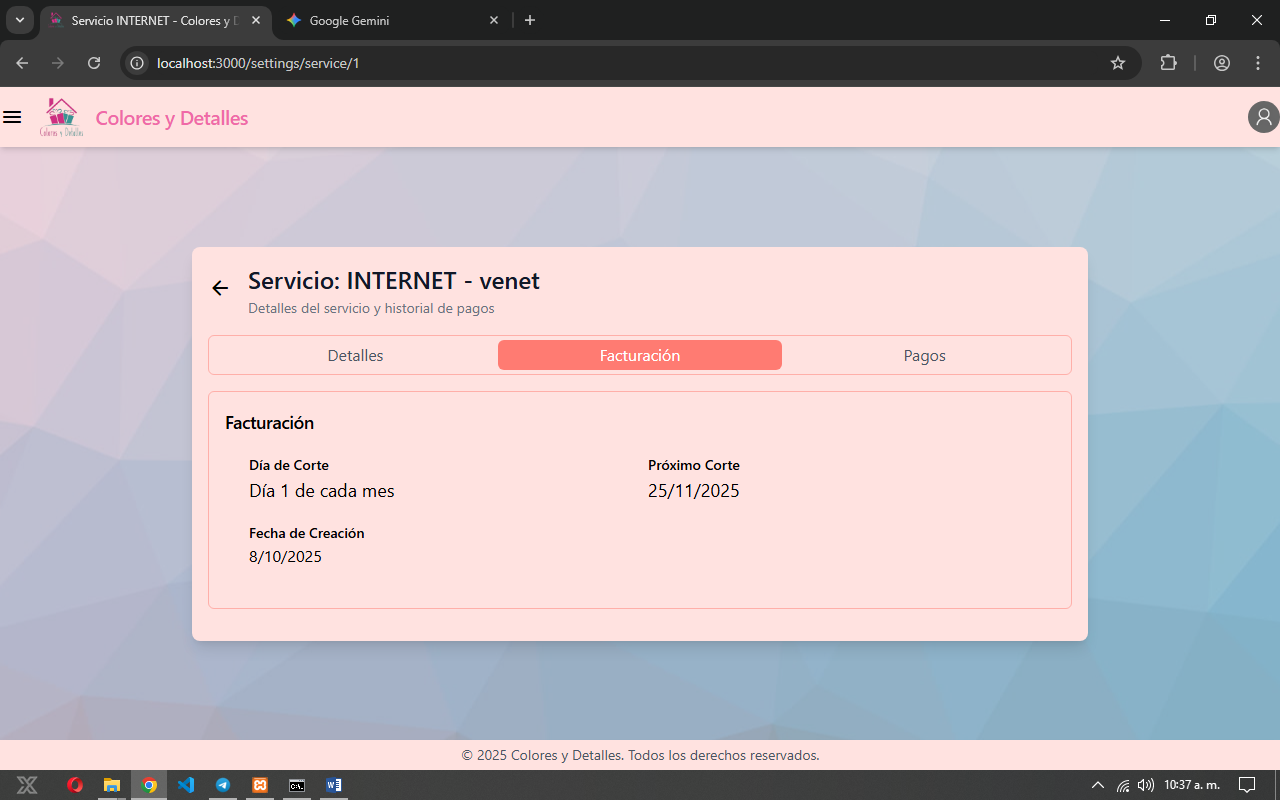 Servicio INTERNET - Colores y D
Google Gemini
localhost:3000/settings/service/1
Colores y Detalles
Colores y Detalles
Servicio: INTERNET - venet
Detalles del servicio y historial de pagos
Detalles
Facturación
Pagos
Facturación
Día de Corte
Próximo Corte
Día 1 de cada mes
25/11/2025
Fecha de Creación
8/10/2025
© 2025 Colores y Detalles. Todos los derechos reservados.
10:37 a. m.